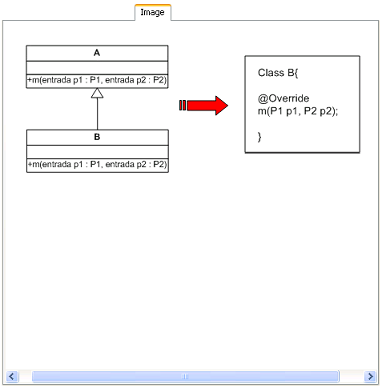 Image
A
+m(entrada p1 : P1, entrada p2 : P2)
B
+m(entrada p1 : P1, entrada p2 : P2)
Class B{
@Override
m(P1 p1, P2 p2);
}